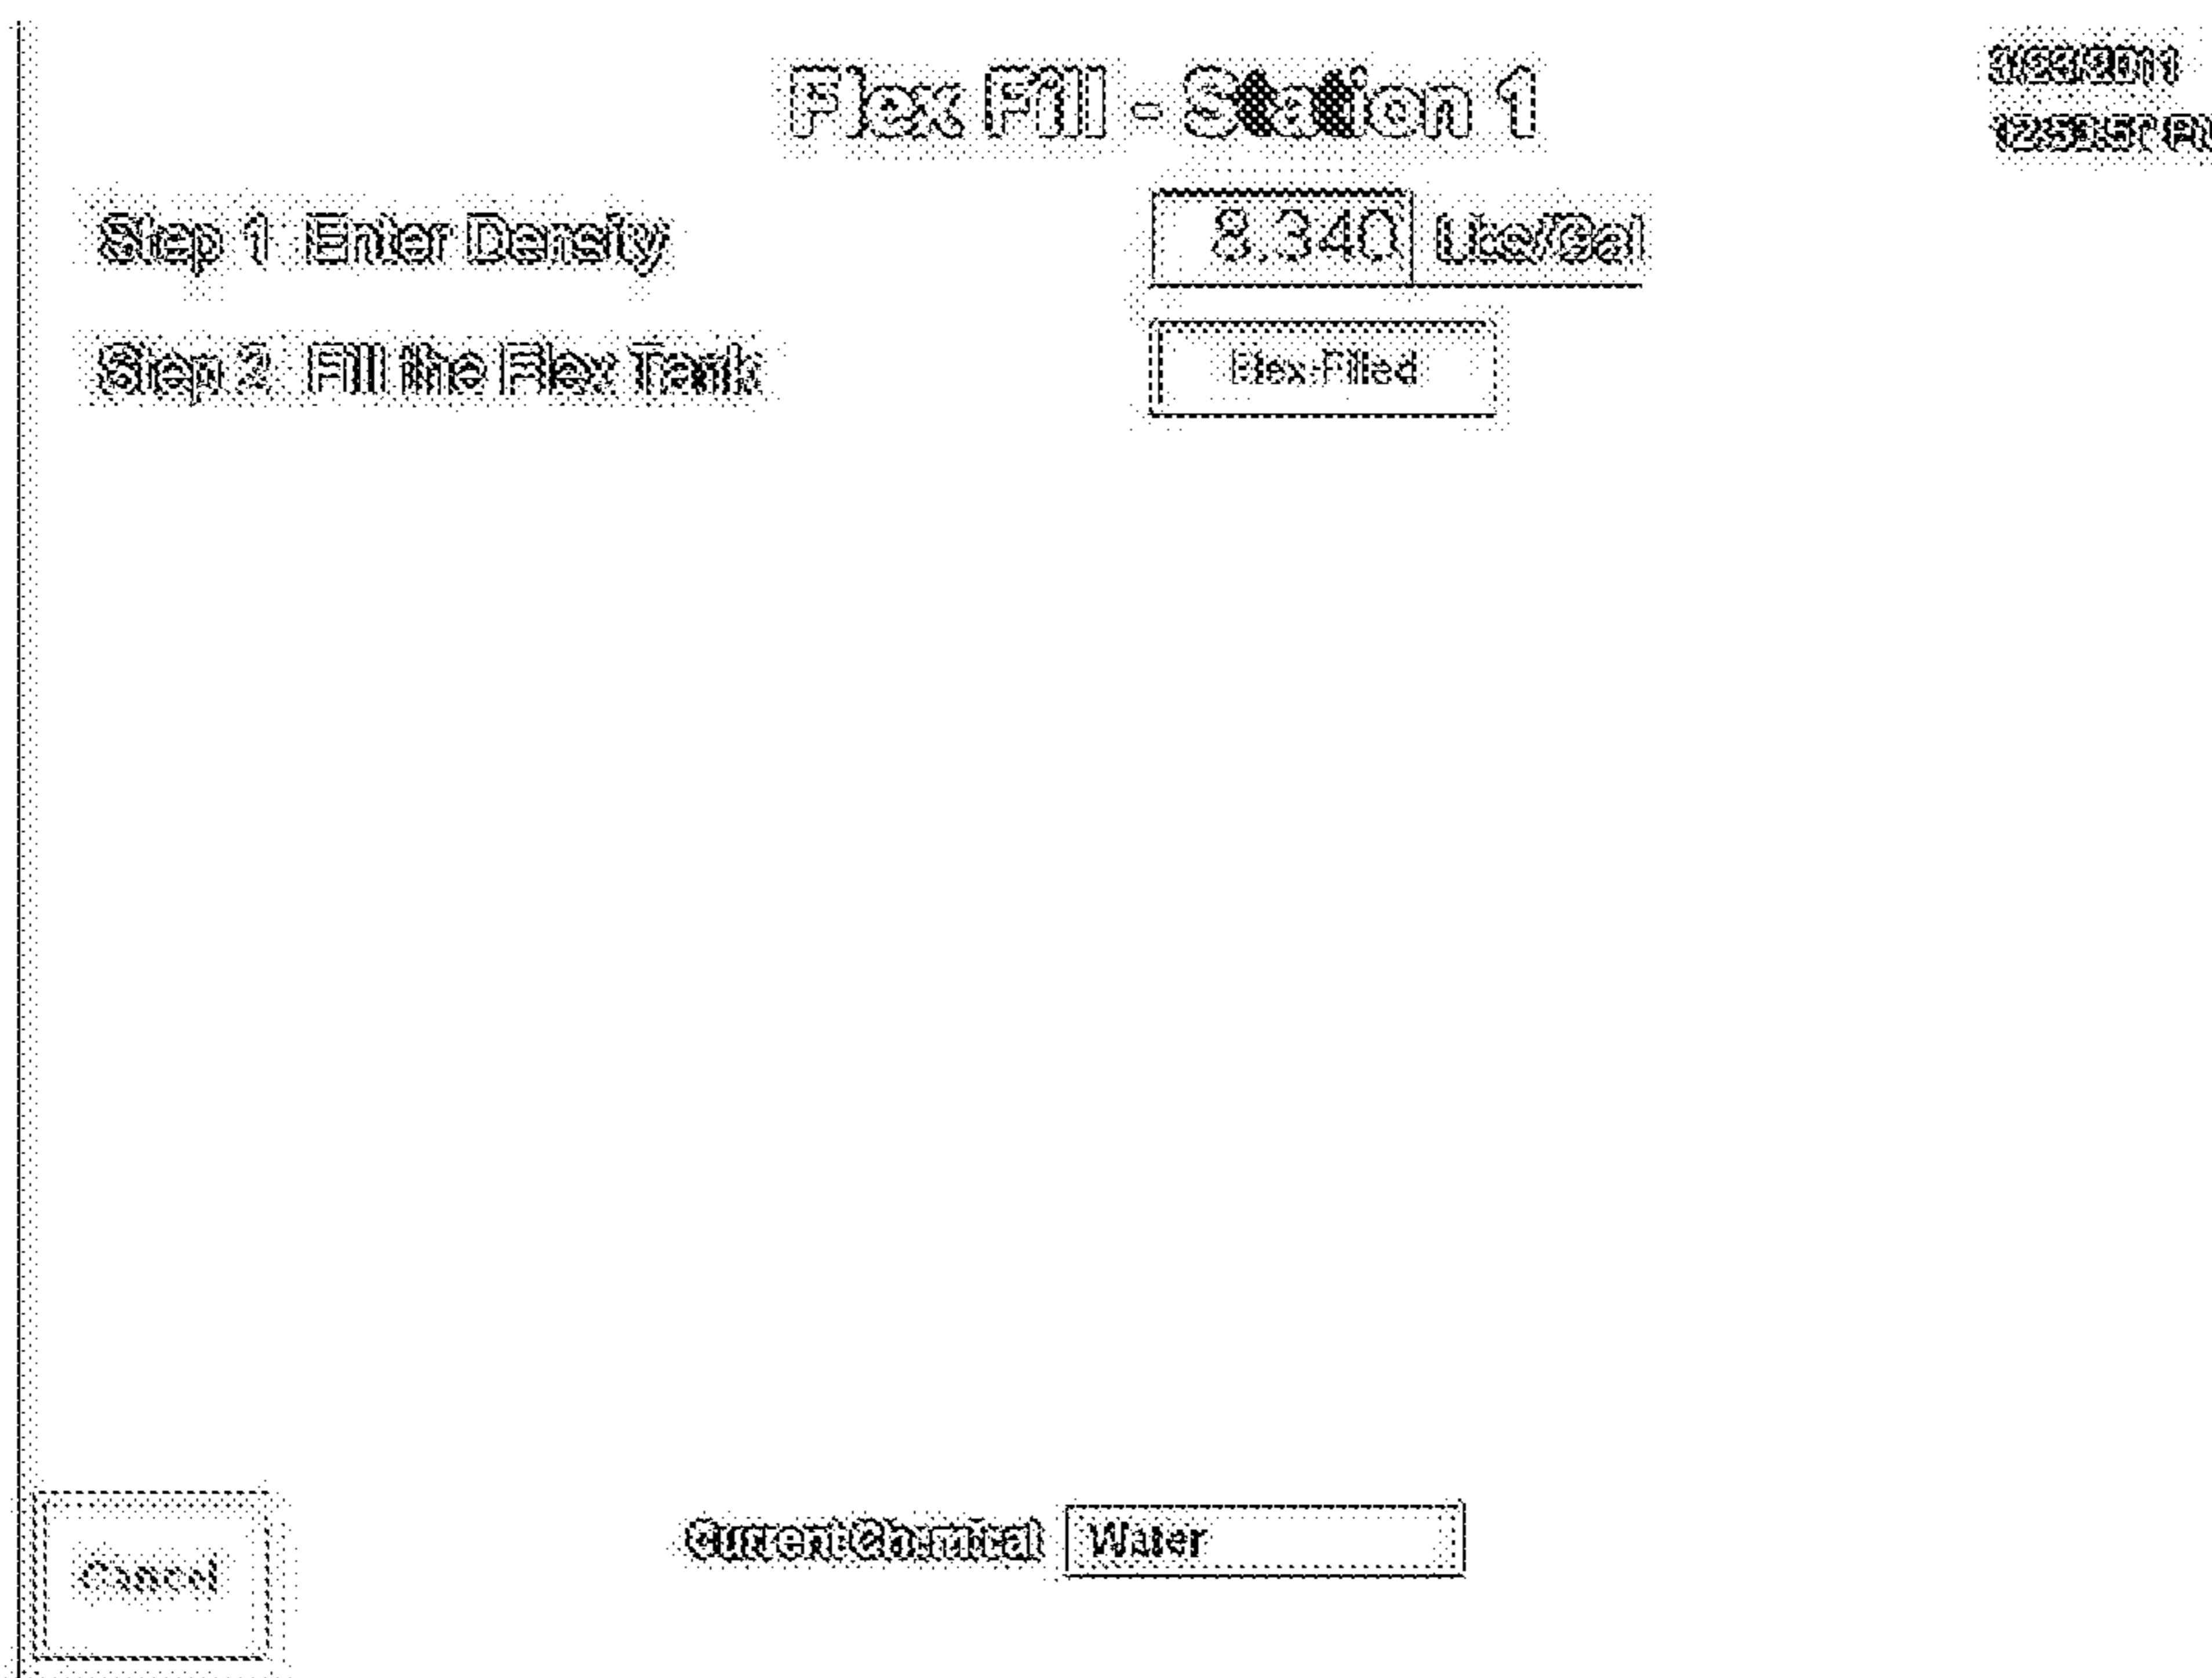 Flex Fill - Station 1
Step 1 Enter Density
8.340 Lbs/Gal
Step 2 Fill the Flex Tank
Flex Filled
Cancel
Current Chemical Water